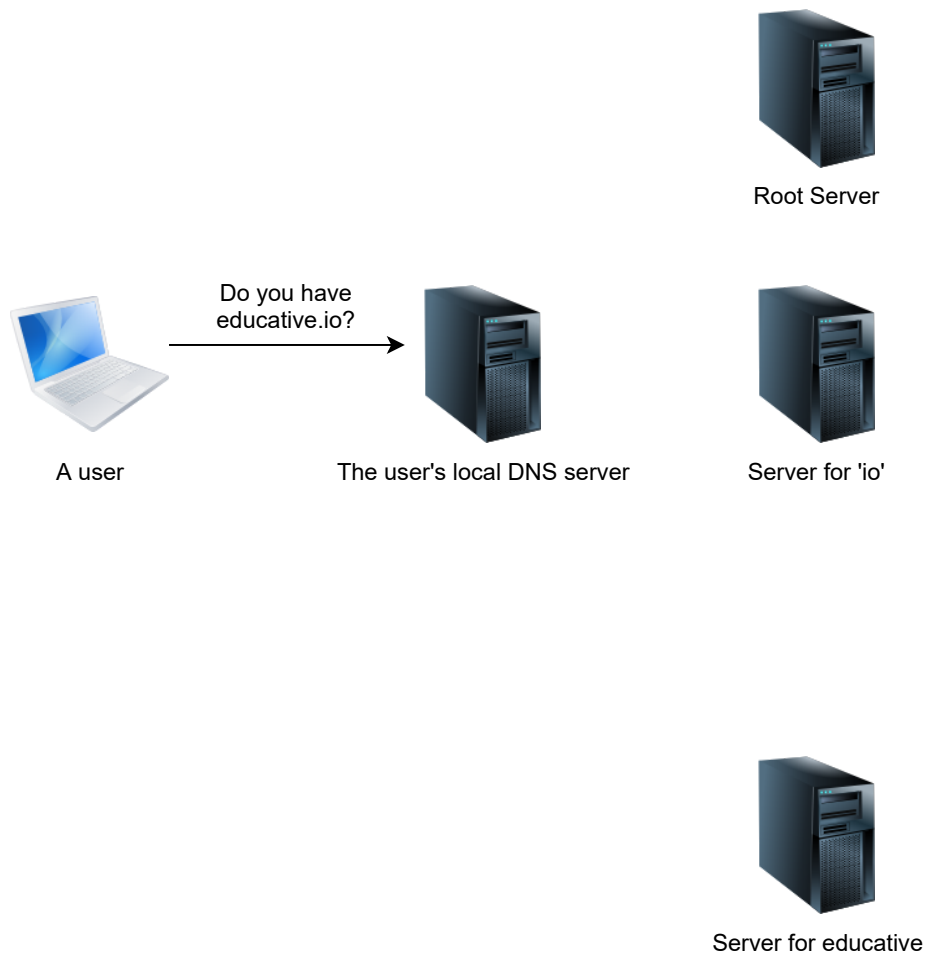 Root Server
Do you have
educative.io?
A user
The user's local DNS server
Server for 'io'
Server for educative